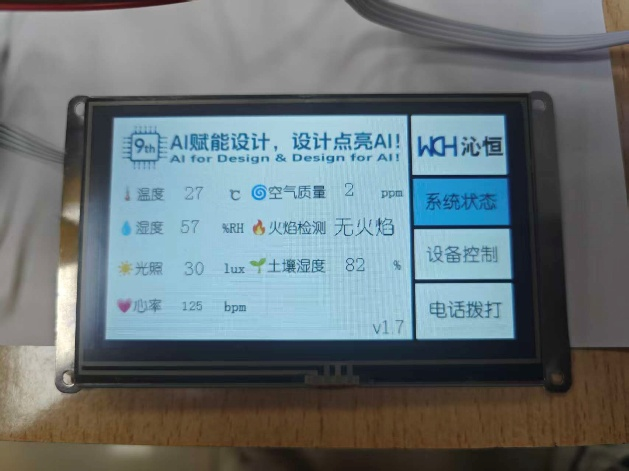 9th AI赋能设计，设计点亮AI!
AI for Design & Design for AI!
WCH 沁恒
温度 27 ℃ 空气质量 2 ppm
系统状态
湿度 57 %RH 火焰检测 无火焰
设备控制
光照 30 lux 土壤湿度 82 %
心率 125 bpm
电话拨打
v1.7